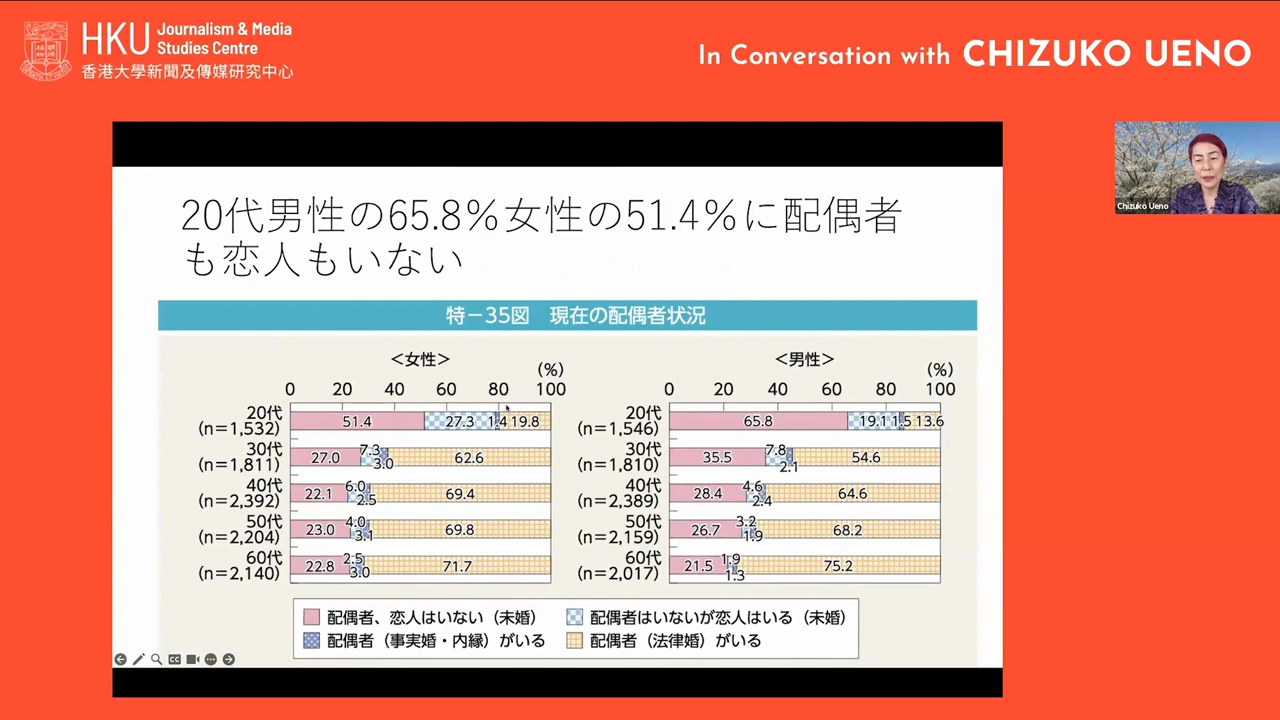 HKU
Journalism & Media
Studies Centre
香港大學新聞及傳媒研究中心
In Conversation with CHIZUKO UENO
Chizuko Ueno
20代男性の65.8%女性の51.4%に配偶者
も恋人もいない
特-35図 現在の配偶者状況
<女性>
(%)
0 20 40 60 80 100
20代 51.4 27.3 1.4 19.8
(n=1,532)
30代 27.0 7.3 3.0 62.6
(n=1,811)
40代 22.1 6.0 2.5 69.4
(n=2,392)
50代 23.0 4.0 3.1 69.8
(n=2,204)
60代 22.8 2.5 3.0 71.7
(n=2,140)
<男性>
(%)
0 20 40 60 80 100
20代 65.8 19.1 1.5 13.6
(n=1,546)
30代 35.5 7.8 2.1 54.6
(n=1,810)
40代 28.4 4.6 2.4 64.6
(n=2,389)
50代 26.7 3.2 1.9 68.2
(n=2,159)
60代 21.5 1.9 1.3 75.2
(n=2,017)
配偶者、恋人はいない(未婚) 配偶者はいないが恋人はいる(未婚)
配偶者(事実婚・内縁)がいる 配偶者(法律婚)がいる
CC